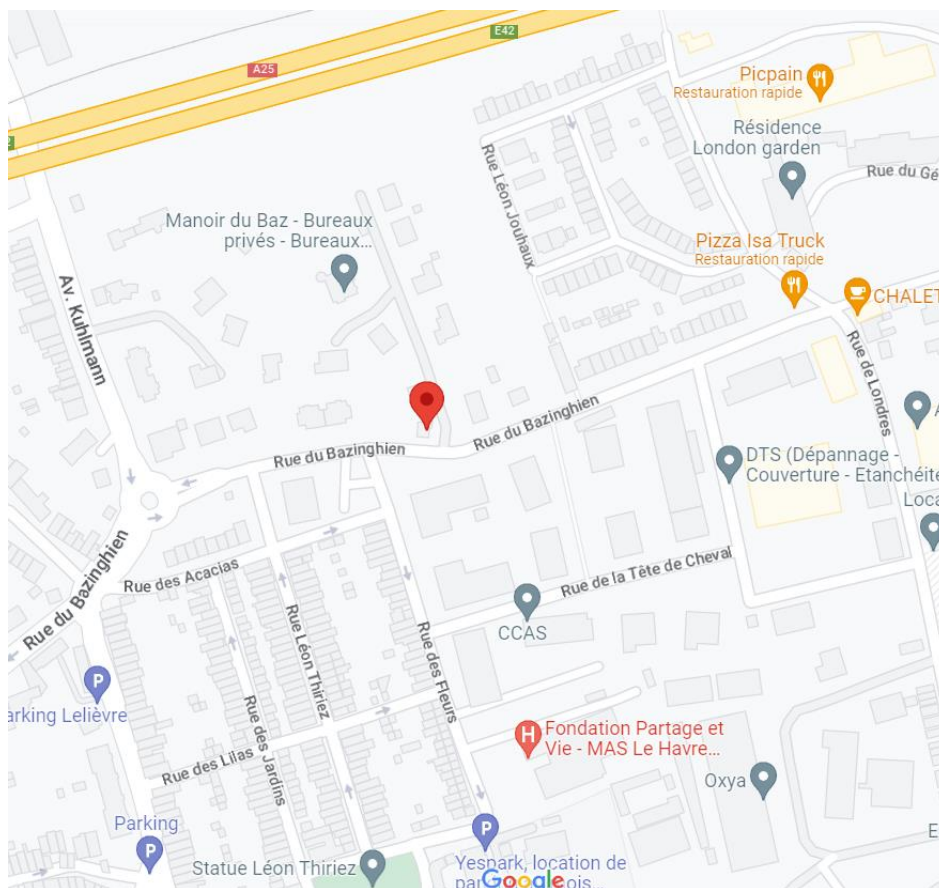 E42
A25
2
Picpain
Restauration rapide
Résidence
London garden
Rue du Gé
Rue Léon Jouhaux
Manoir du Baz - Bureaux
privés - Bureaux...
Pizza Isa Truck
Restauration rapide
CHALET
Av. Kuhlmann
Rue de Londres
Rue du Bazinghien
Rue du Bazinghien
A
DTS (Dépannage -
Couverture - Etanchéité
Loca
Rue du Bazinghien
Rue des Acacias
Rue de la Tête de Cheval
CCAS
Rue Léon Thiriez
Rue des Fleurs
P
arking Lelièvre
Rue des Jardins
Rue des Lilas
H
Fondation Partage et
Vie - MAS Le Havre...
Oxya
Parking
P
P
E
Statue Léon Thiriez
Yespark, location de
Google